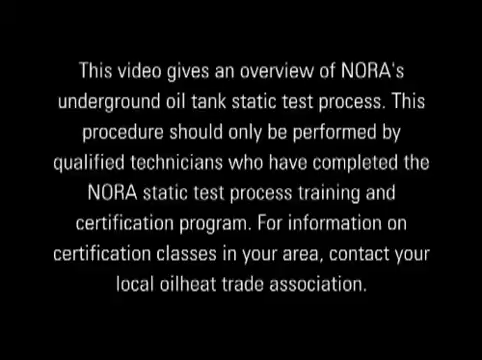 This video gives an overview of NORA's
underground oil tank static test process. This
procedure should only be performed by
qualified technicians who have completed the
NORA static test process training and
certification program. For information on
certification classes in your area, contact your
local oilheat trade association.